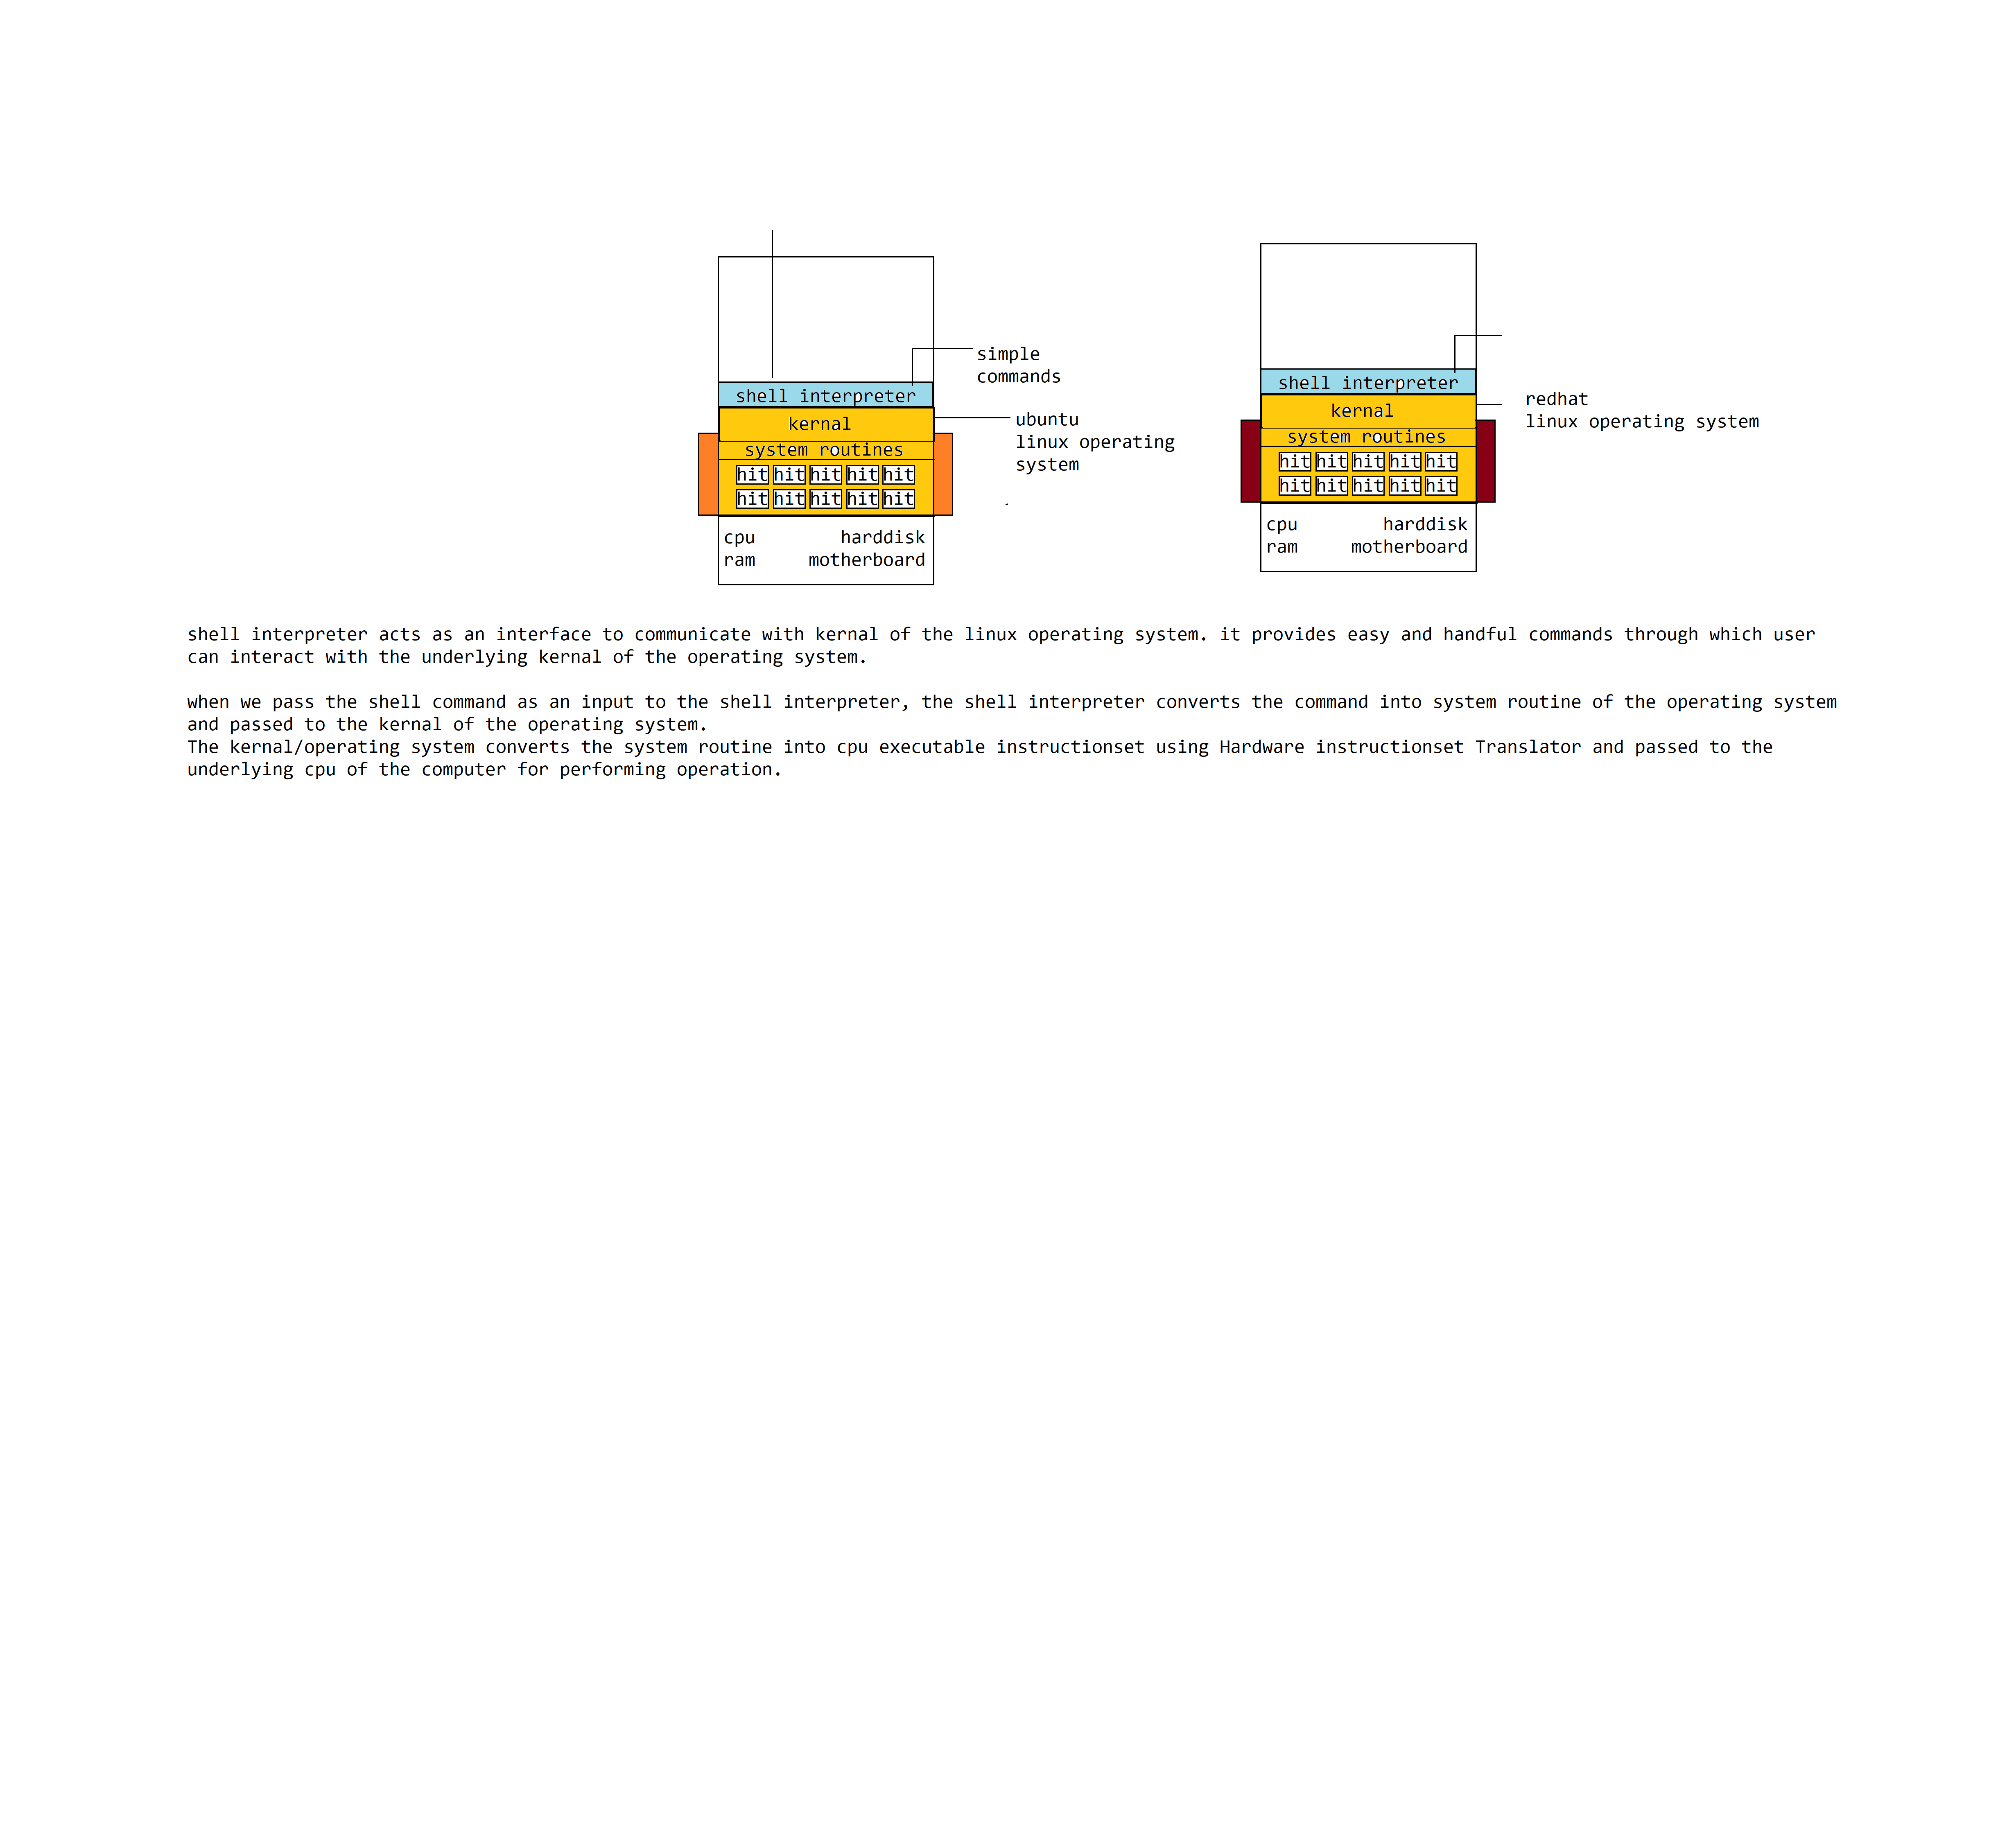 simple
commands
shell interpreter
kernal
ubuntu
linux operating
system
system routines
hit hit hit hit hit
hit hit hit hit hit
cpu harddisk
ram motherboard
shell interpreter
kernal
redhat
linux operating system
system routines
hit hit hit hit hit
hit hit hit hit hit
cpu harddisk
ram motherboard
shell interpreter acts as an interface to communicate with kernal of the linux operating system. it provides easy and handful commands through which user
can interact with the underlying kernal of the operating system.
when we pass the shell command as an input to the shell interpreter, the shell interpreter converts the command into system routine of the operating system
and passed to the kernal of the operating system.
The kernal/operating system converts the system routine into cpu executable instructionset using Hardware instructionset Translator and passed to the
underlying cpu of the computer for performing operation.